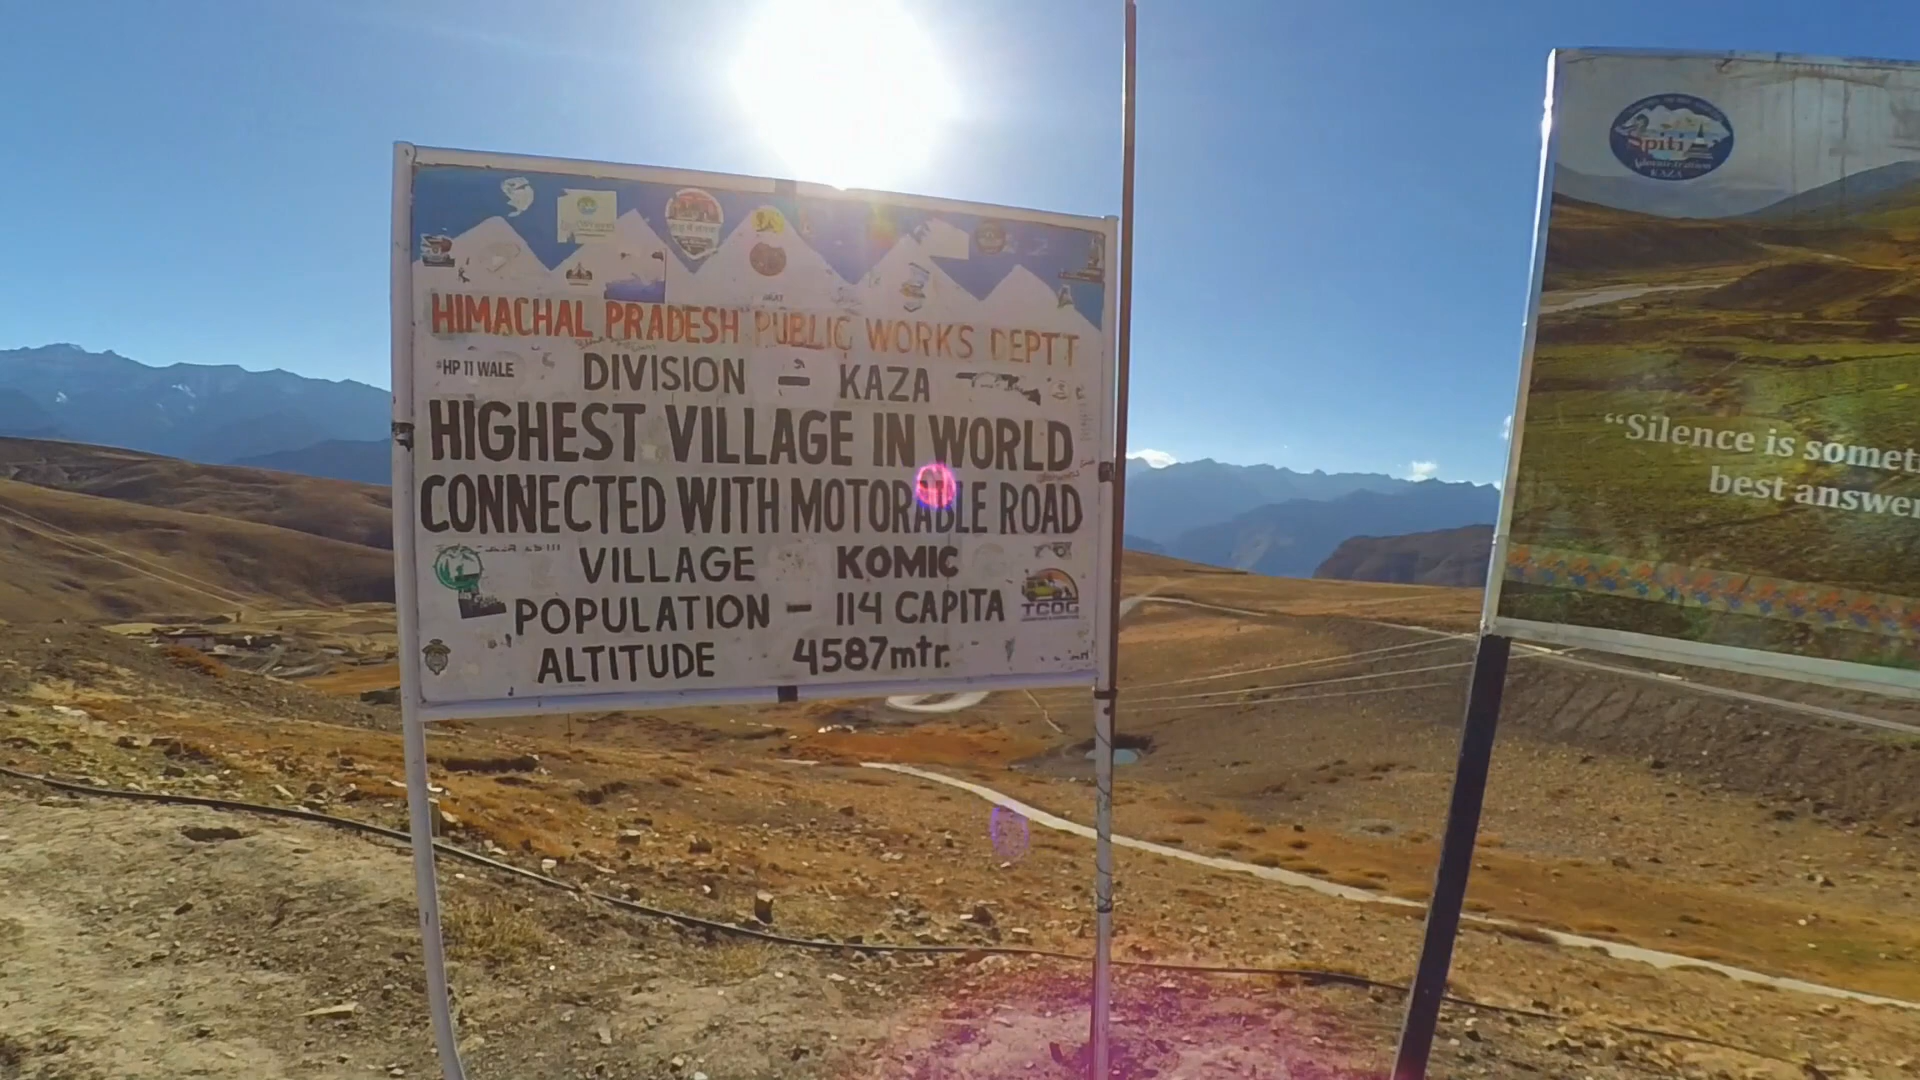 HIMACHAL PRADESH PUBLIC WORKS DEPTT
#HP 11 WALE
DIVISION — KAZA
HIGHEST VILLAGE IN WORLD
CONNECTED WITH MOTORABLE ROAD
VILLAGE KOMIC
POPULATION — 114 CAPITA
ALTITUDE 4587mtr.
TCOG
Spiti
KAZA
“Silence is
best answer